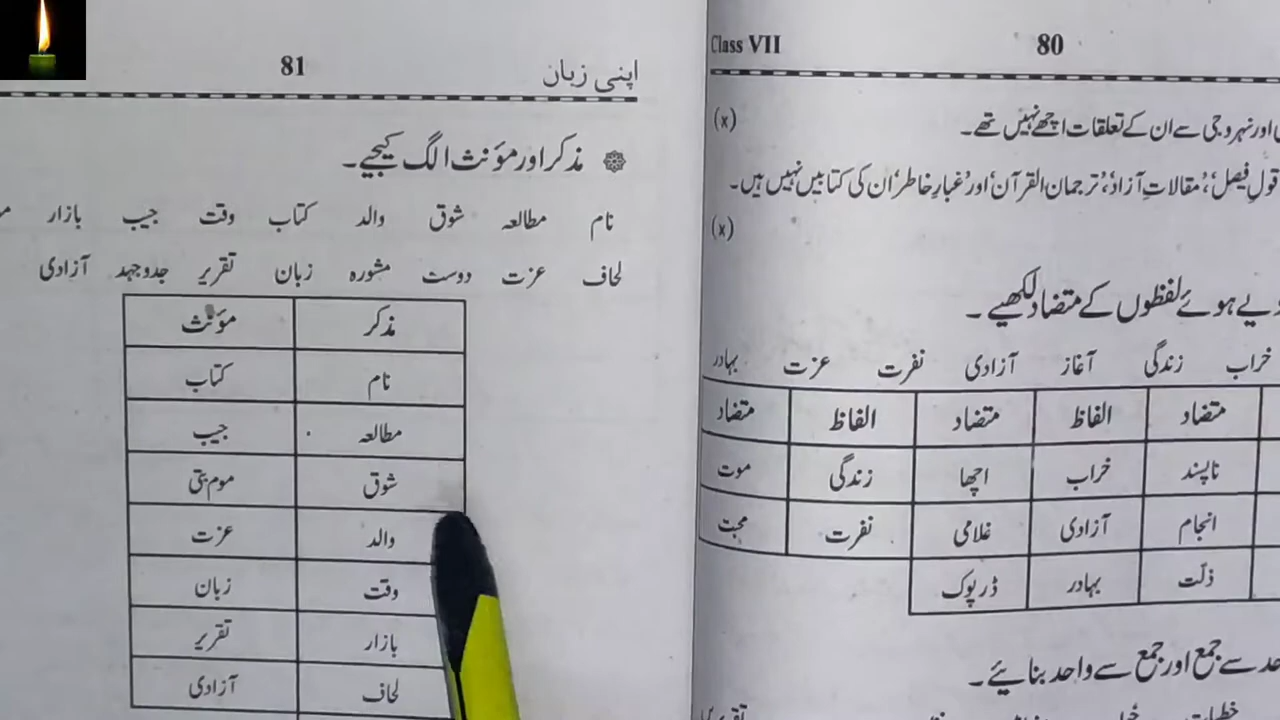 Class VII 80
اور نہرو جی سے ان کے تعلقات اچھے نہیں تھے۔ (x)
قولِ فیصل، 'مقالاتِ آزاد'، 'ترجمان القرآن' اور 'غبارِ خاطر' ان کی کتابیں نہیں ہیں۔
(x)
ہوئے لفظوں کے متضاد لکھیے۔
خراب زندگی آغاز آزادی نفرت عزت بہادر
متضاد الفاظ متضاد الفاظ متضاد
ناپسند خراب اچھا زندگی موت
انجام آزادی غلامی نفرت محبت
ذلّت بہادر ڈرپوک
سے جمع اور جمع سے واحد بنائیے۔
اپنی زبان 81
مذکر اور مؤنث الگ کیجیے۔
نام مطالعہ شوق والد کتاب وقت جیب بازار
لحاف عزت دوست مشورہ زبان تقریر جدوجہد آزادی
مذکر مؤنث
نام کتاب
مطالعہ جیب
شوق موم بتی
والد عزت
وقت زبان
بازار تقریر
لحاف آزادی